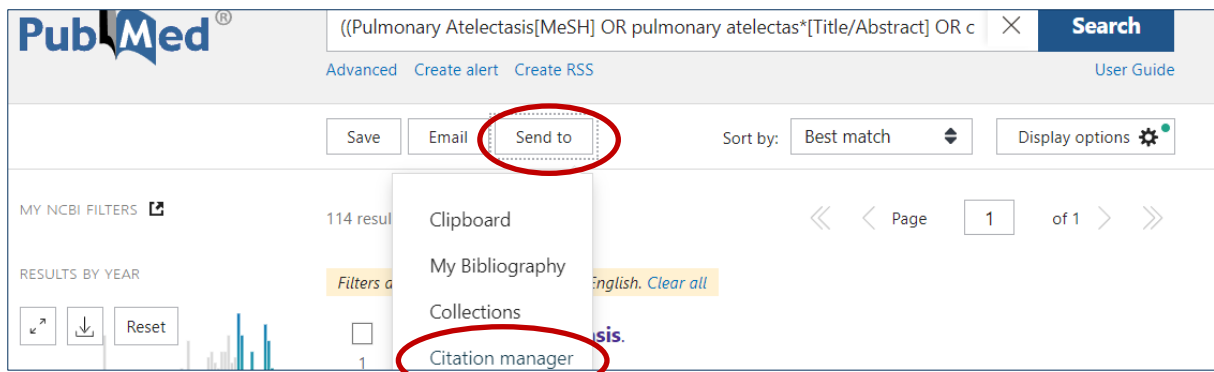 PubMed®
((Pulmonary Atelectasis[MeSH] OR pulmonary atelectas*[Title/Abstract] OR c
Search
Advanced Create alert Create RSS
User Guide
Save Email Send to
Sort by: Best match
Display options
MY NCBI FILTERS
114 resul
Clipboard
Page 1 of 1
My Bibliography
RESULTS BY YEAR
Filters a
English. Clear all
Collections
Reset
sis.
1
Citation manager